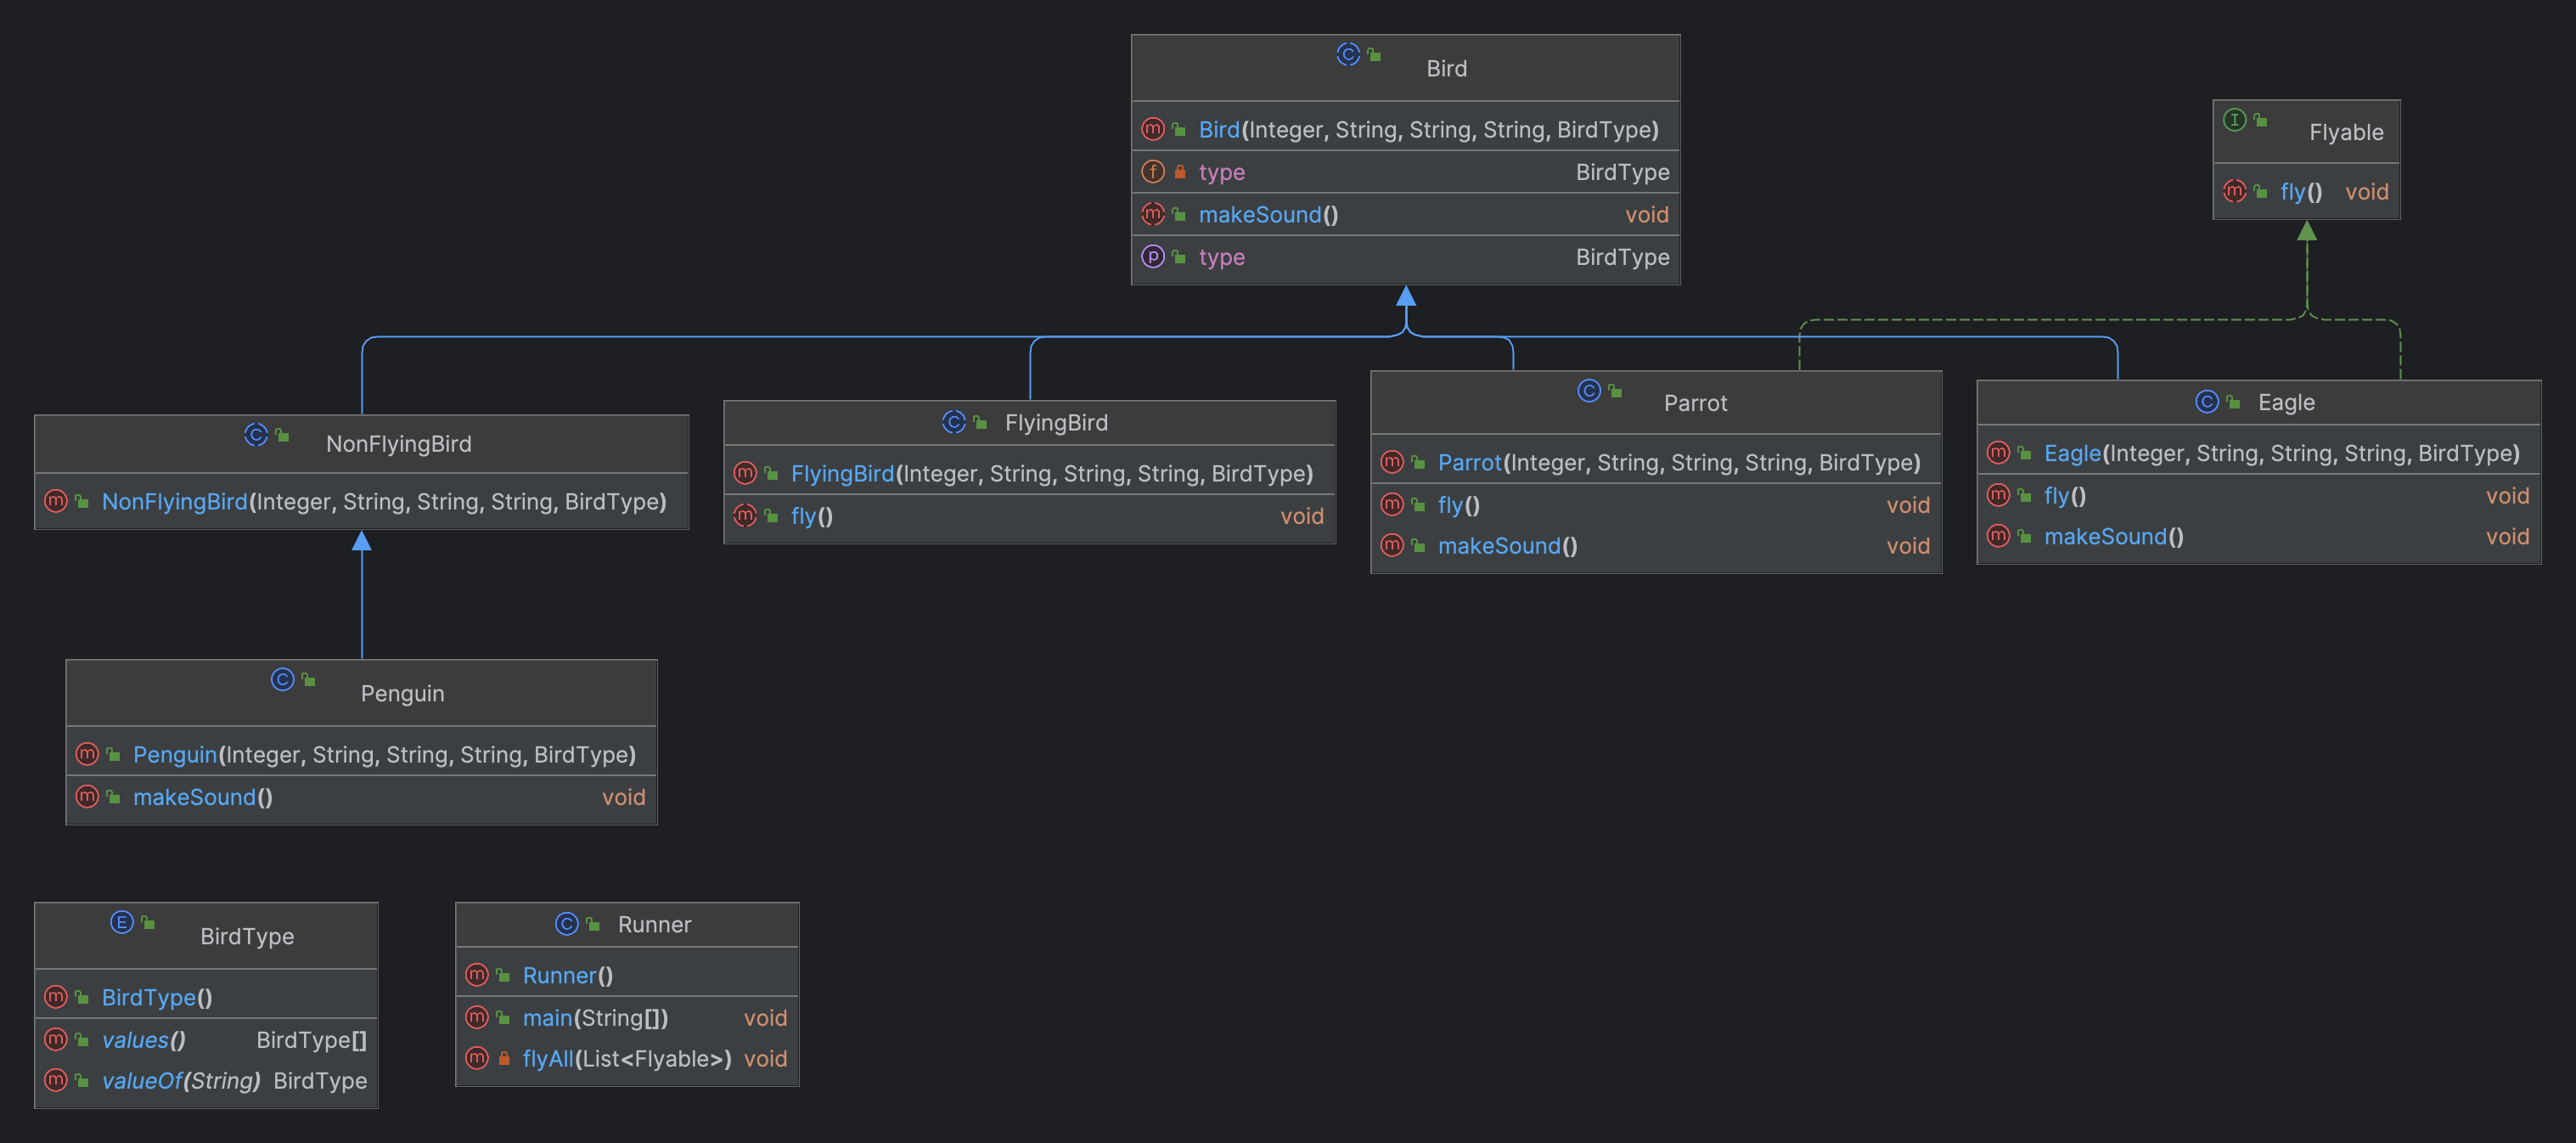 Bird
Bird(Integer, String, String, String, BirdType)
type BirdType
makeSound() void
type BirdType
Flyable
fly() void
NonFlyingBird
NonFlyingBird(Integer, String, String, String, BirdType)
FlyingBird
FlyingBird(Integer, String, String, String, BirdType)
fly() void
Parrot
Parrot(Integer, String, String, String, BirdType)
fly() void
makeSound() void
Eagle
Eagle(Integer, String, String, String, BirdType)
fly() void
makeSound() void
Penguin
Penguin(Integer, String, String, String, BirdType)
makeSound() void
BirdType
BirdType()
values() BirdType[]
valueOf(String) BirdType
Runner
Runner()
main(String[]) void
flyAll(List<Flyable>) void